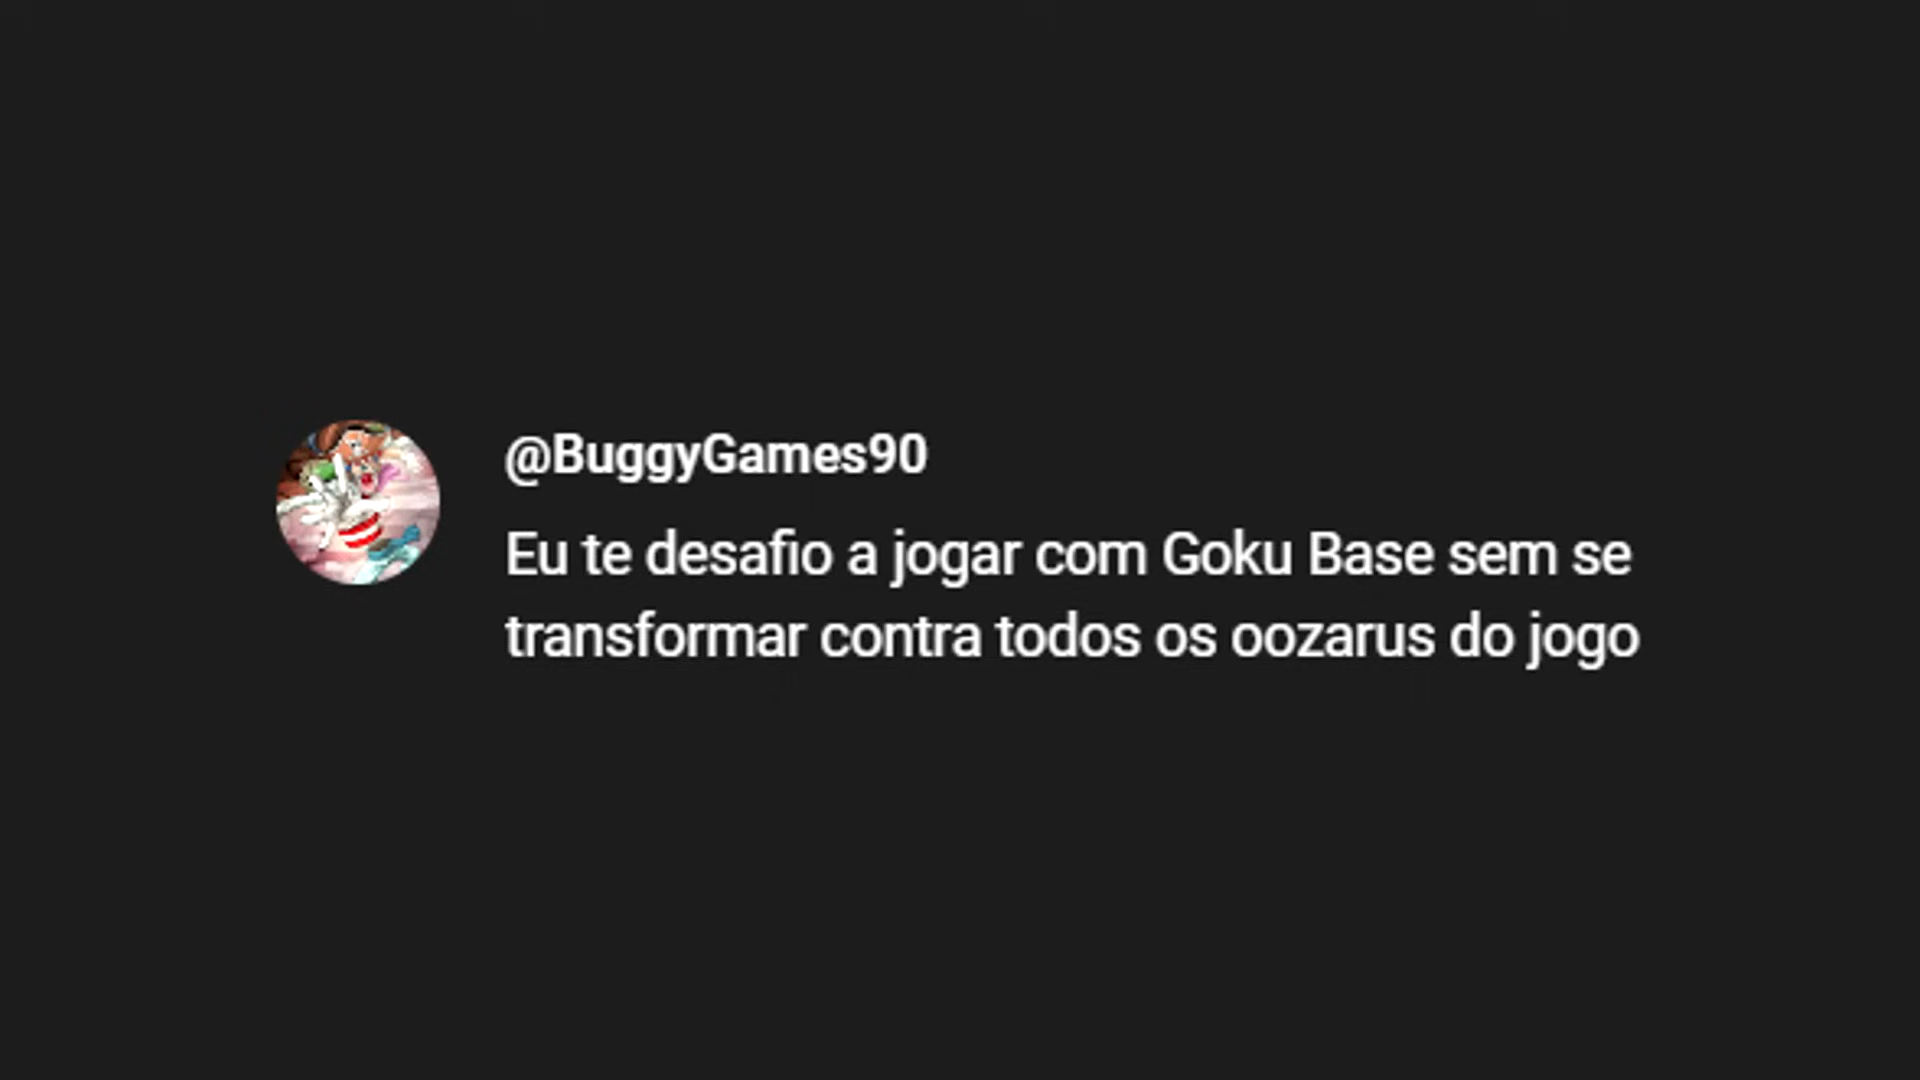 @BuggyGames90
Eu te desafio a jogar com Goku Base sem se
transformar contra todos os oozarus do jogo